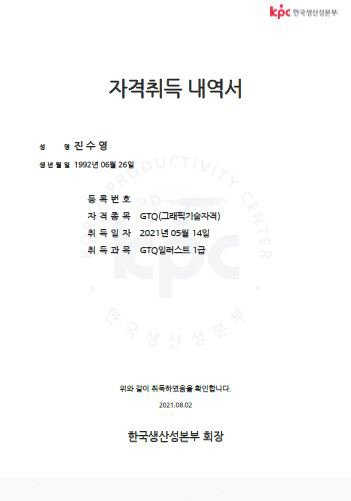 kpc 한국생산성본부
자격취득 내역서
성 명 진수영
생년월일 1992년 06월 26일
등록번호
자격종목 GTQ(그래픽기술자격)
취득일자 2021년 05월 14일
취득과목 GTQ일러스트 1급
KOREA PRODUCTIVITY CENTER
kpc
한국생산성본부
위와 같이 취득하였음을 확인합니다.
2021.08.02
한국생산성본부 회장